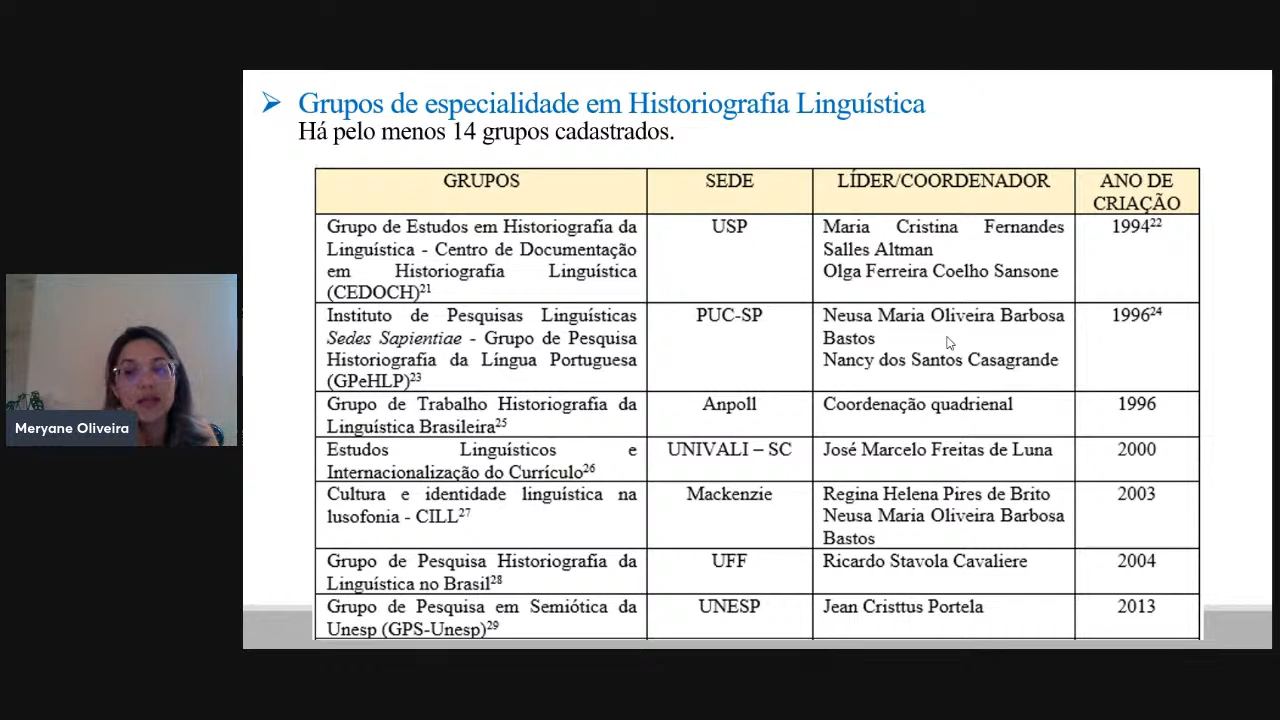 Grupos de especialidade em Historiografia Linguística
Há pelo menos 14 grupos cadastrados.
GRUPOS SEDE LÍDER/COORDENADOR ANO DE
CRIAÇÃO
Grupo de Estudos em Historiografia da
Linguística - Centro de Documentação
em Historiografia Linguística
(CEDOCH)²¹
USP
Maria Cristina Fernandes
Salles Altman
Olga Ferreira Coelho Sansone
1994²²
Instituto de Pesquisas Linguísticas
Sedes Sapientiae - Grupo de Pesquisa
Historiografia da Língua Portuguesa
(GPeHLP)²³
PUC-SP
Neusa Maria Oliveira Barbosa
Bastos
Nancy dos Santos Casagrande
1996²⁴
Grupo de Trabalho Historiografia da
Linguística Brasileira²⁵
Anpoll
Coordenação quadrienal
1996
Estudos Linguísticos e
Internacionalização do Currículo²⁶
UNIVALI – SC
José Marcelo Freitas de Luna
2000
Cultura e identidade linguística na
lusofonia - CILL²⁷
Mackenzie
Regina Helena Pires de Brito
Neusa Maria Oliveira Barbosa
Bastos
2003
Grupo de Pesquisa Historiografia da
Linguística no Brasil²⁸
UFF
Ricardo Stavola Cavaliere
2004
Grupo de Pesquisa em Semiótica da
Unesp (GPS-Unesp)²⁹
UNESP
Jean Cristtus Portela
2013
Meryane Oliveira